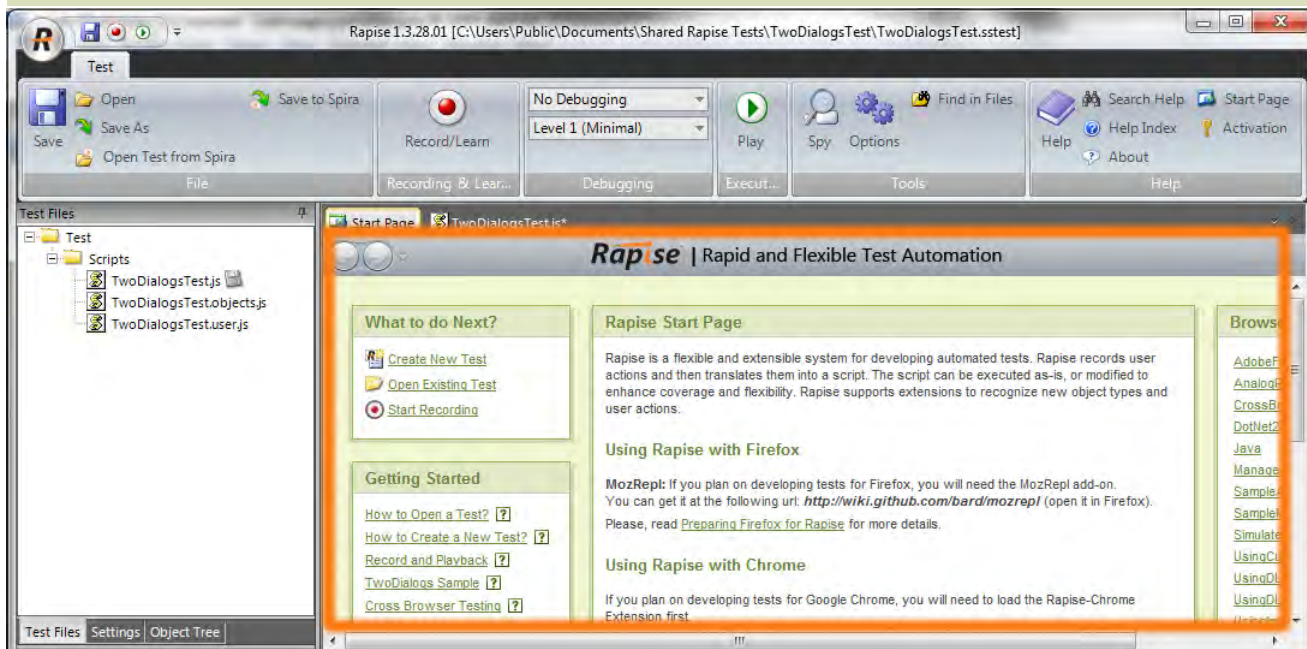 Rapise 1.3.28.01 [C:\Users\Public\Documents\Shared Rapise Tests\TwoDialogsTest\TwoDialogsTest.sstest]
Test
Save
Open
Save As
Open Test from Spira
Save to Spira
File
Record/Learn
Recording & Lear...
No Debugging
Level 1 (Minimal)
Debugging
Play
Execut...
Spy
Options
Find in Files
Tools
Help
Search Help
Help Index
About
Start Page
Activation
Help
Test Files
Test
Scripts
TwoDialogsTest.js
TwoDialogsTest.objects.js
TwoDialogsTest.user.js
Test Files Settings Object Tree
Start Page TwoDialogsTest.js*
Rapise | Rapid and Flexible Test Automation
What to do Next?
Create New Test
Open Existing Test
Start Recording
Getting Started
How to Open a Test? ?
How to Create a New Test? ?
Record and Playback ?
TwoDialogs Sample ?
Cross Browser Testing ?
Rapise Start Page
Rapise is a flexible and extensible system for developing automated tests. Rapise records user
actions and then translates them into a script. The script can be executed as-is, or modified to
enhance coverage and flexibility. Rapise supports extensions to recognize new object types and
user actions.
Using Rapise with Firefox
MozRepl: If you plan on developing tests for Firefox, you will need the MozRepl add-on.
You can get it at the following url: http://wiki.github.com/bard/mozrepl (open it in Firefox).
Please, read Preparing Firefox for Rapise for more details.
Using Rapise with Chrome
If you plan on developing tests for Google Chrome, you will need to load the Rapise-Chrome
Extension first
Brows
AdobeF
Analog
CrossB
DotNet2
Java
Manage
Sample
Sample
Simulate
UsingCu
UsingDL
UsingDL